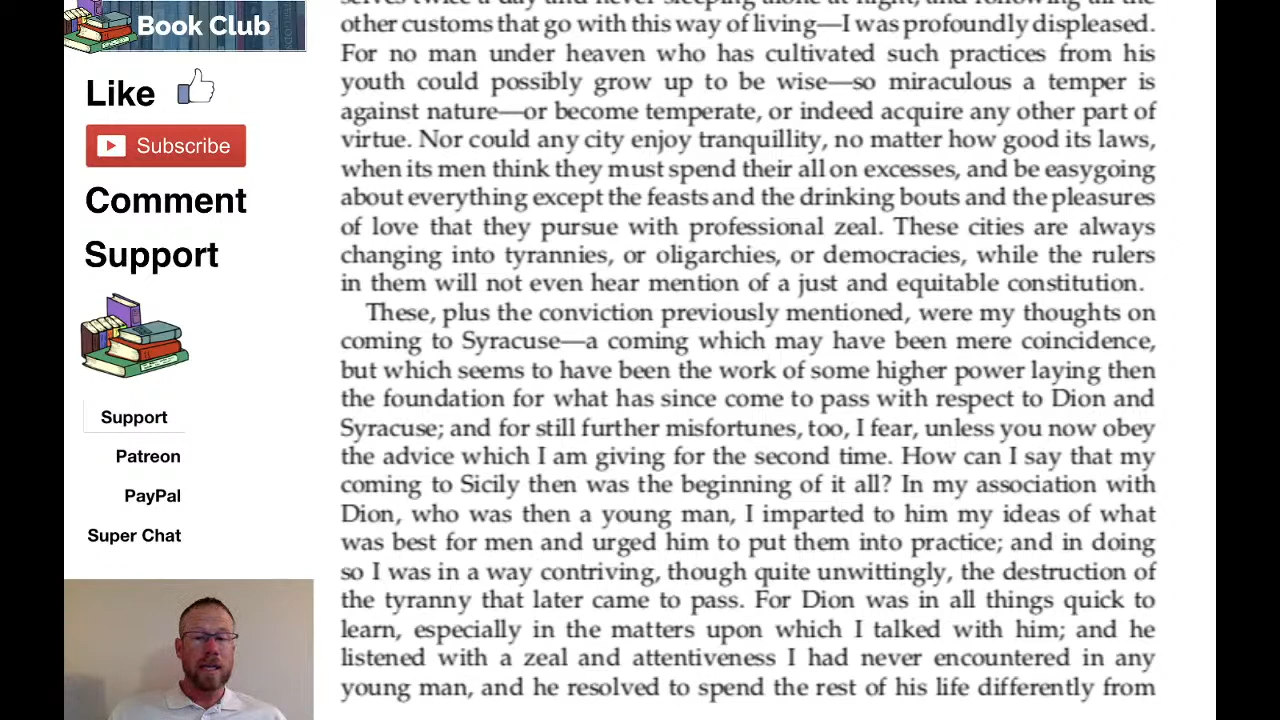 Book Club
Like
Subscribe
Comment
Support
Support
Patreon
PayPal
Super Chat
serves twice a day and never sleeping alone at night, and following all the
other customs that go with this way of living—I was profoundly displeased.
For no man under heaven who has cultivated such practices from his
youth could possibly grow up to be wise—so miraculous a temper is
against nature—or become temperate, or indeed acquire any other part of
virtue. Nor could any city enjoy tranquillity, no matter how good its laws,
when its men think they must spend their all on excesses, and be easygoing
about everything except the feasts and the drinking bouts and the pleasures
of love that they pursue with professional zeal. These cities are always
changing into tyrannies, or oligarchies, or democracies, while the rulers
in them will not even hear mention of a just and equitable constitution.
These, plus the conviction previously mentioned, were my thoughts on
coming to Syracuse—a coming which may have been mere coincidence,
but which seems to have been the work of some higher power laying then
the foundation for what has since come to pass with respect to Dion and
Syracuse; and for still further misfortunes, too, I fear, unless you now obey
the advice which I am giving for the second time. How can I say that my
coming to Sicily then was the beginning of it all? In my association with
Dion, who was then a young man, I imparted to him my ideas of what
was best for men and urged him to put them into practice; and in doing
so I was in a way contriving, though quite unwittingly, the destruction of
the tyranny that later came to pass. For Dion was in all things quick to
learn, especially in the matters upon which I talked with him; and he
listened with a zeal and attentiveness I had never encountered in any
young man, and he resolved to spend the rest of his life differently from